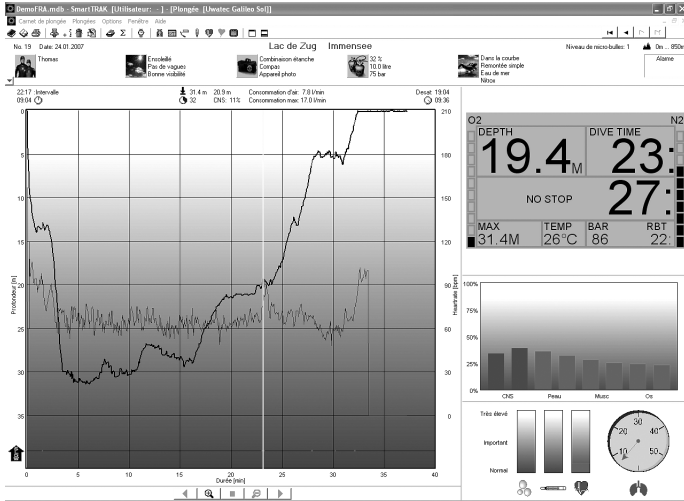 DemoFRA.mdb - SmartTRAK [Utilisateur: - ] - [Plongée (Uwatec Galileo Sol)]
Carnet de plongée Plongées Options Fenêtre Aide
No. 19 Date: 24.01.2007 Lac de Zug Immensee Niveau de micro-bulles: 1 0m ... 850m
Thomas
Ensoleillé
Pas de vagues
Bonne visibilité
Combinaison étanche
Compas
Appareil photo
32 %
10.0 litre
75 bar
Dans la courbe
Remontée simple
Eau de mer
Nitrox
Alarme
22:17 :Intervalle 31.4 m 20.9 m Consommation d'air: 7.8 l/min Desat: 19:04
09:04 32 CNS: 11% Consommation max: 17.0 l/min 09:36
0 5 10 15 20 25 30 35
Profondeur [m]
210 180 150 120 90 60 30 0
Heartrate [bpm]
0 5 10 15 20 25 30 35 40
Durée [min]
O2 N2
DEPTH DIVE TIME
19.4M 23:
NO STOP 27:
MAX TEMP BAR RBT
31.4M 26°C 86 22:
100%
75%
50%
25%
0%
CNS Peau Musc Os
Très élevé
Important
Normal
10 20 30 40 50